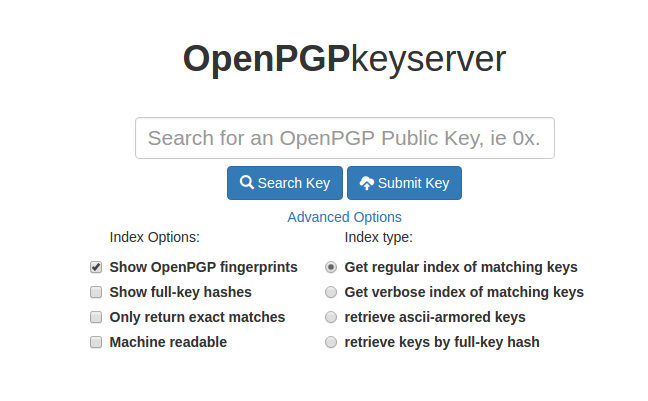 OpenPGPkeyserver
Search for an OpenPGP Public Key, ie 0x.
Search Key Submit Key
Advanced Options
Index Options:
Show OpenPGP fingerprints
Show full-key hashes
Only return exact matches
Machine readable
Index type:
Get regular index of matching keys
Get verbose index of matching keys
retrieve ascii-armored keys
retrieve keys by full-key hash